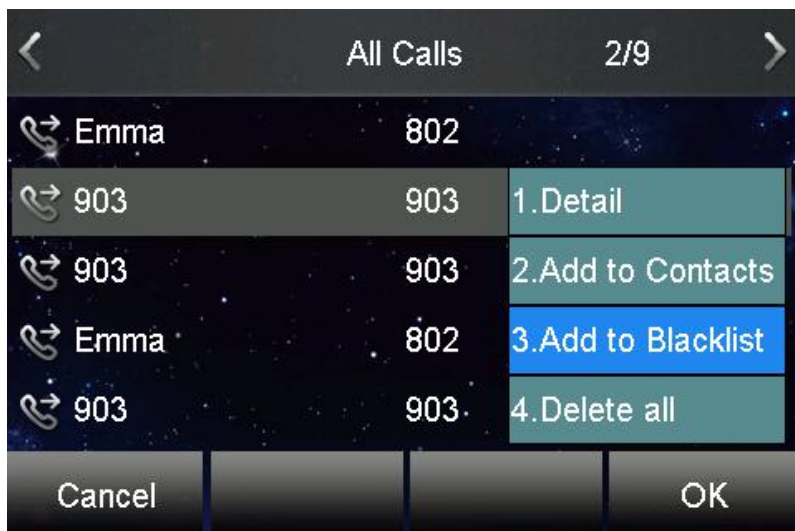 All Calls 2/9
Emma 802
903 903 1.Detail
903 903 2.Add to Contacts
Emma 802 3.Add to Blacklist
903 903 4.Delete all
Cancel OK